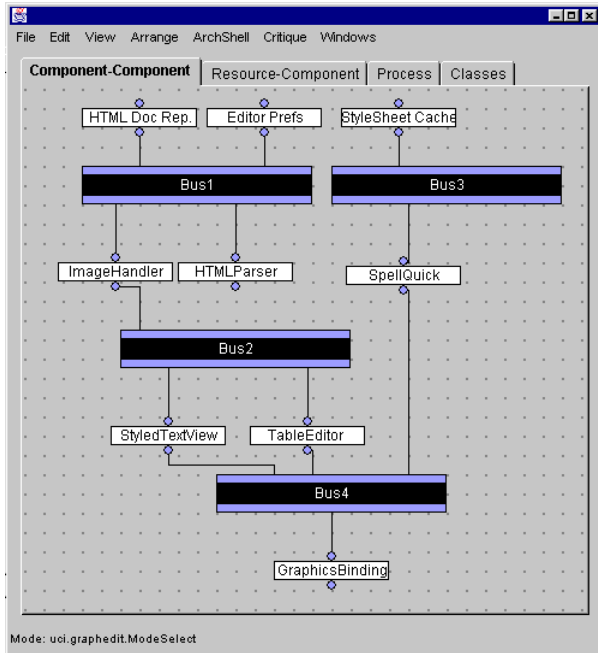 File Edit View Arrange ArchShell Critique Windows
Component-Component Resource-Component Process Classes
HTML Doc Rep. Editor Prefs StyleSheet Cache
Bus1 Bus3
ImageHandler HTMLParser SpellQuick
Bus2
StyledTextView TableEditor
Bus4
GraphicsBinding
Mode: uci.graphedit.ModeSelect